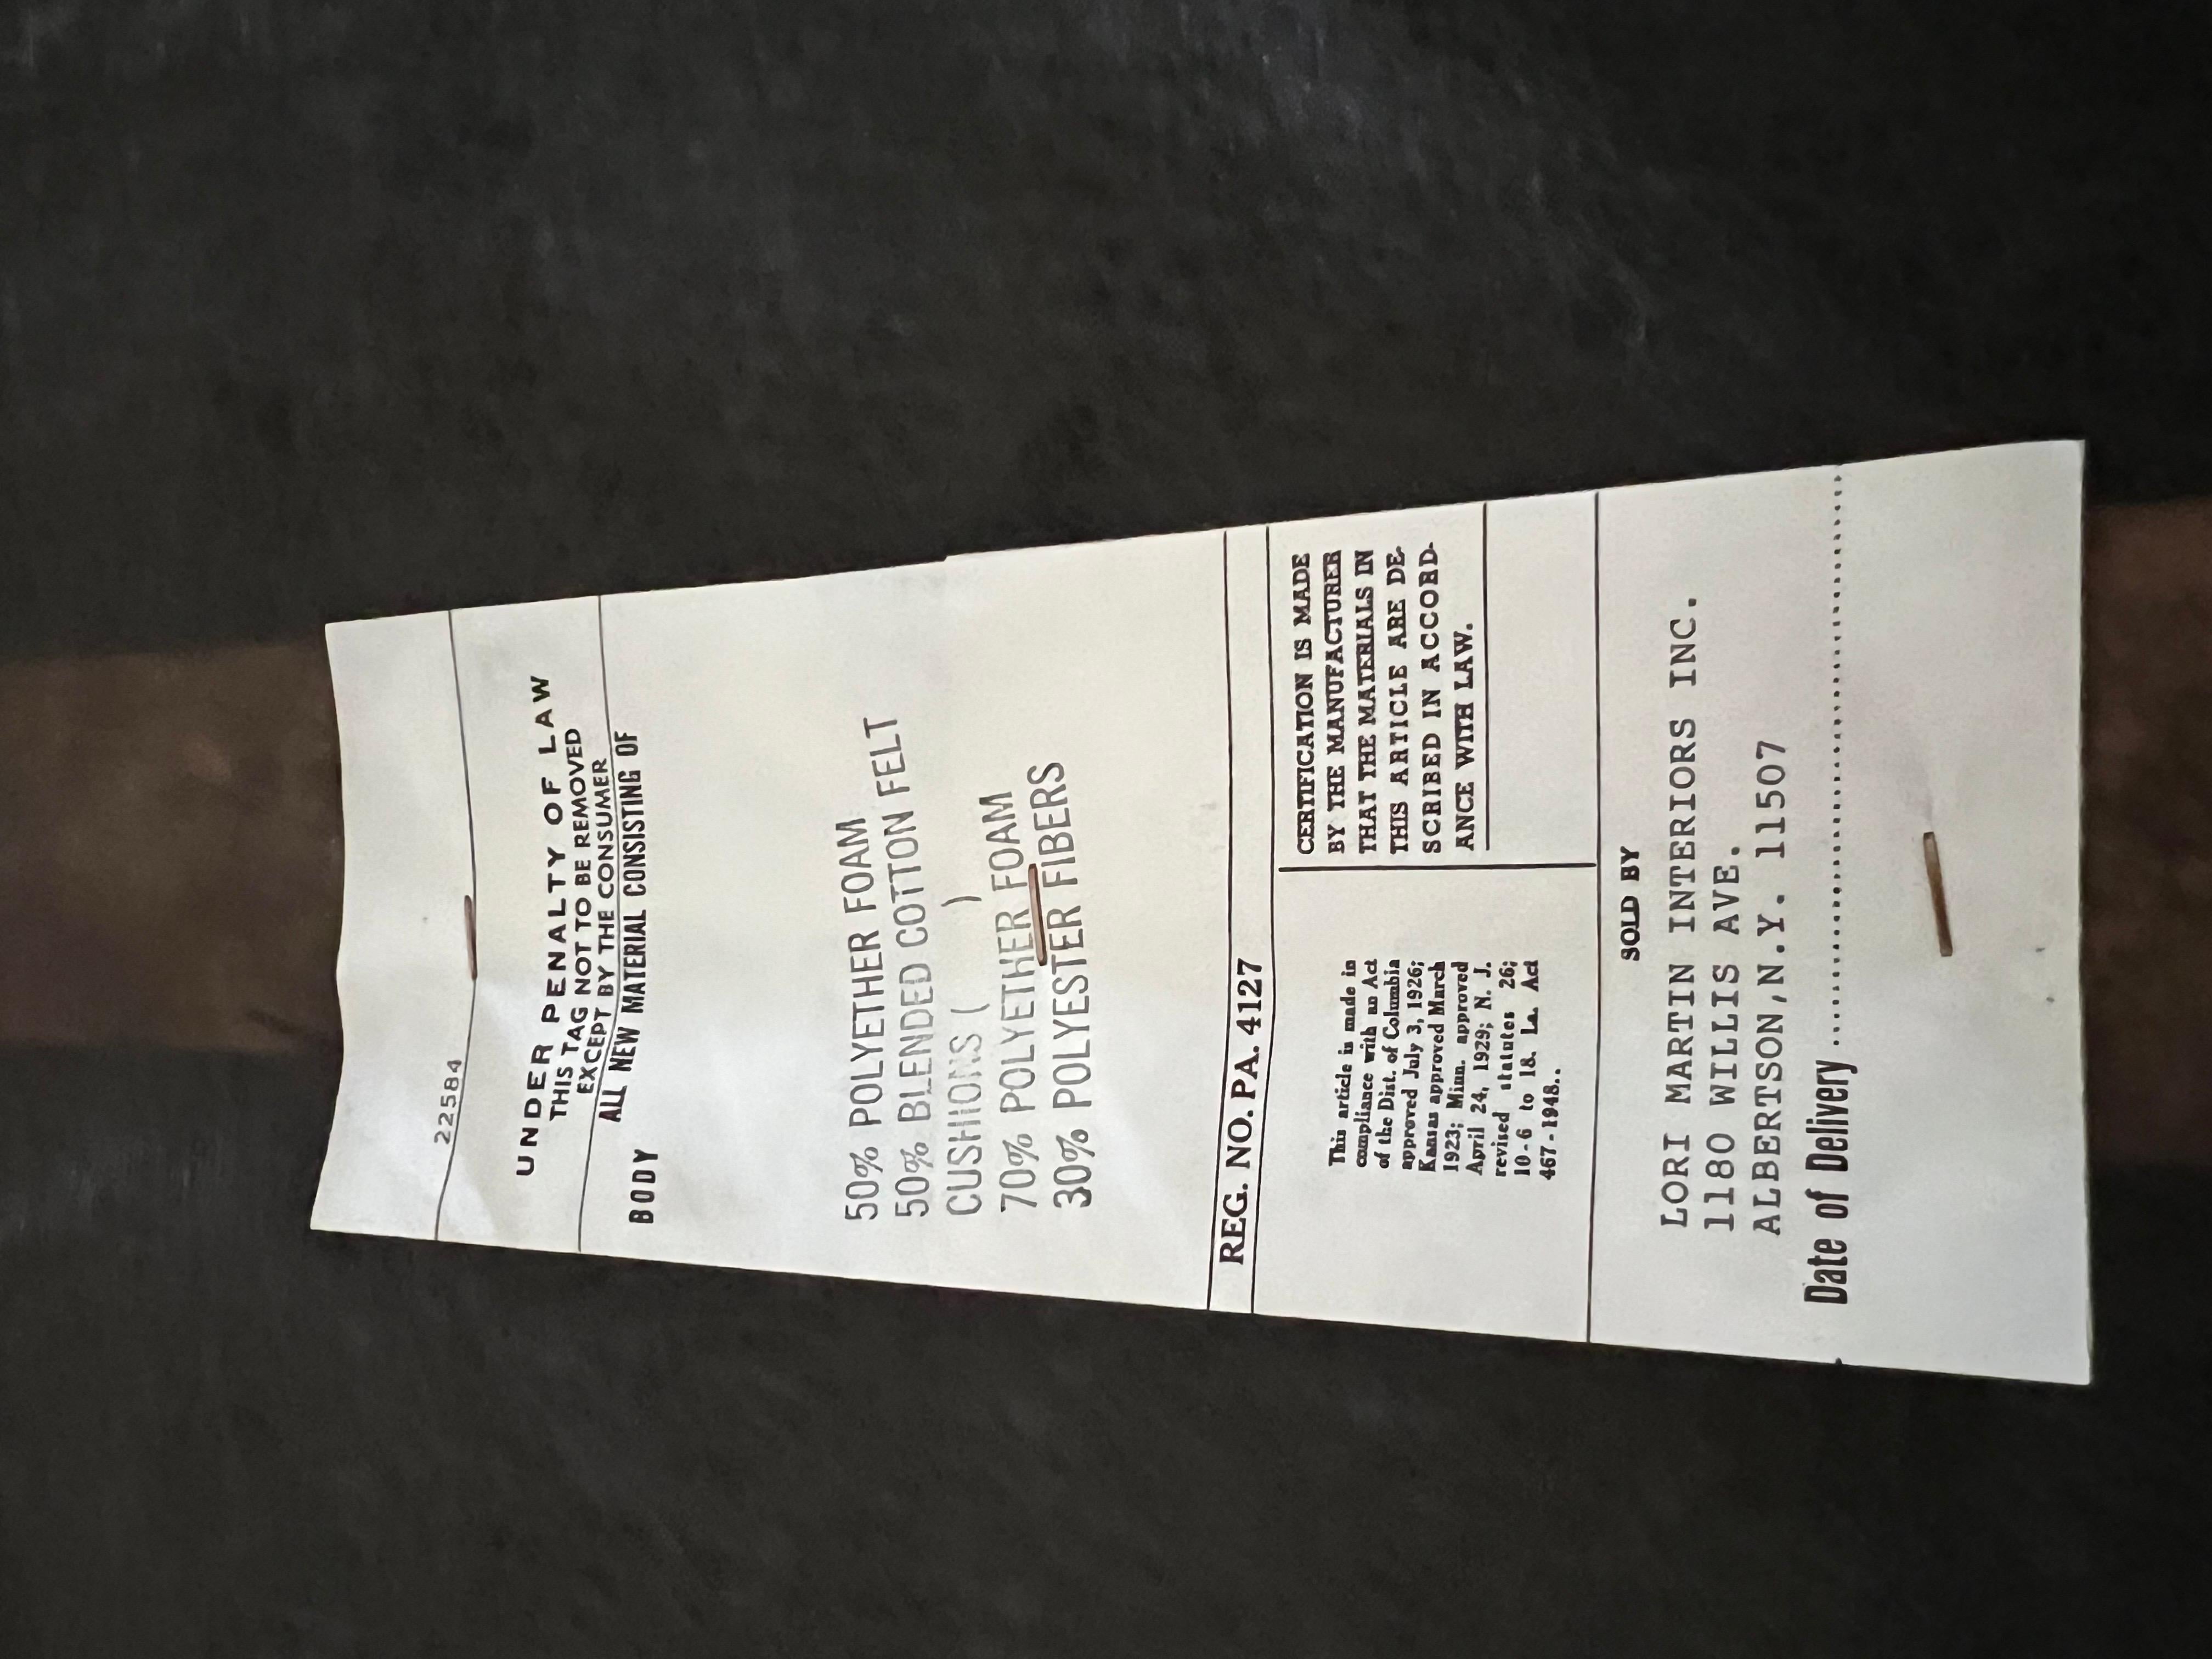 22584
UNDER PENALTY OF LAW
THIS TAG NOT TO BE REMOVED
EXCEPT BY THE CONSUMER
ALL NEW MATERIAL CONSISTING OF
BODY
50% POLYETHER FOAM
50% BLENDED COTTON FELT
CUSHIONS ( )
70% POLYETHER FOAM
30% POLYESTER FIBERS
REG. NO. PA. 4127
This article is made in
compliance with an Act
of the Dist. of Columbia
approved July 3, 1926;
Kansas approved March
1923; Minn. approved
April 24, 1929; N. J.
revised statutes 26;
10-6 to 18. La. Act
467-1948..
CERTIFICATION IS MADE
BY THE MANUFACTURER
THAT THE MATERIALS IN
THIS ARTICLE ARE DE-
SCRIBED IN ACCORD-
ANCE WITH LAW.
SOLD BY
LORI MARTIN INTERIORS INC.
1180 WILLIS AVE.
ALBERTSON,N.Y. 11507
Date of Delivery ..........................................